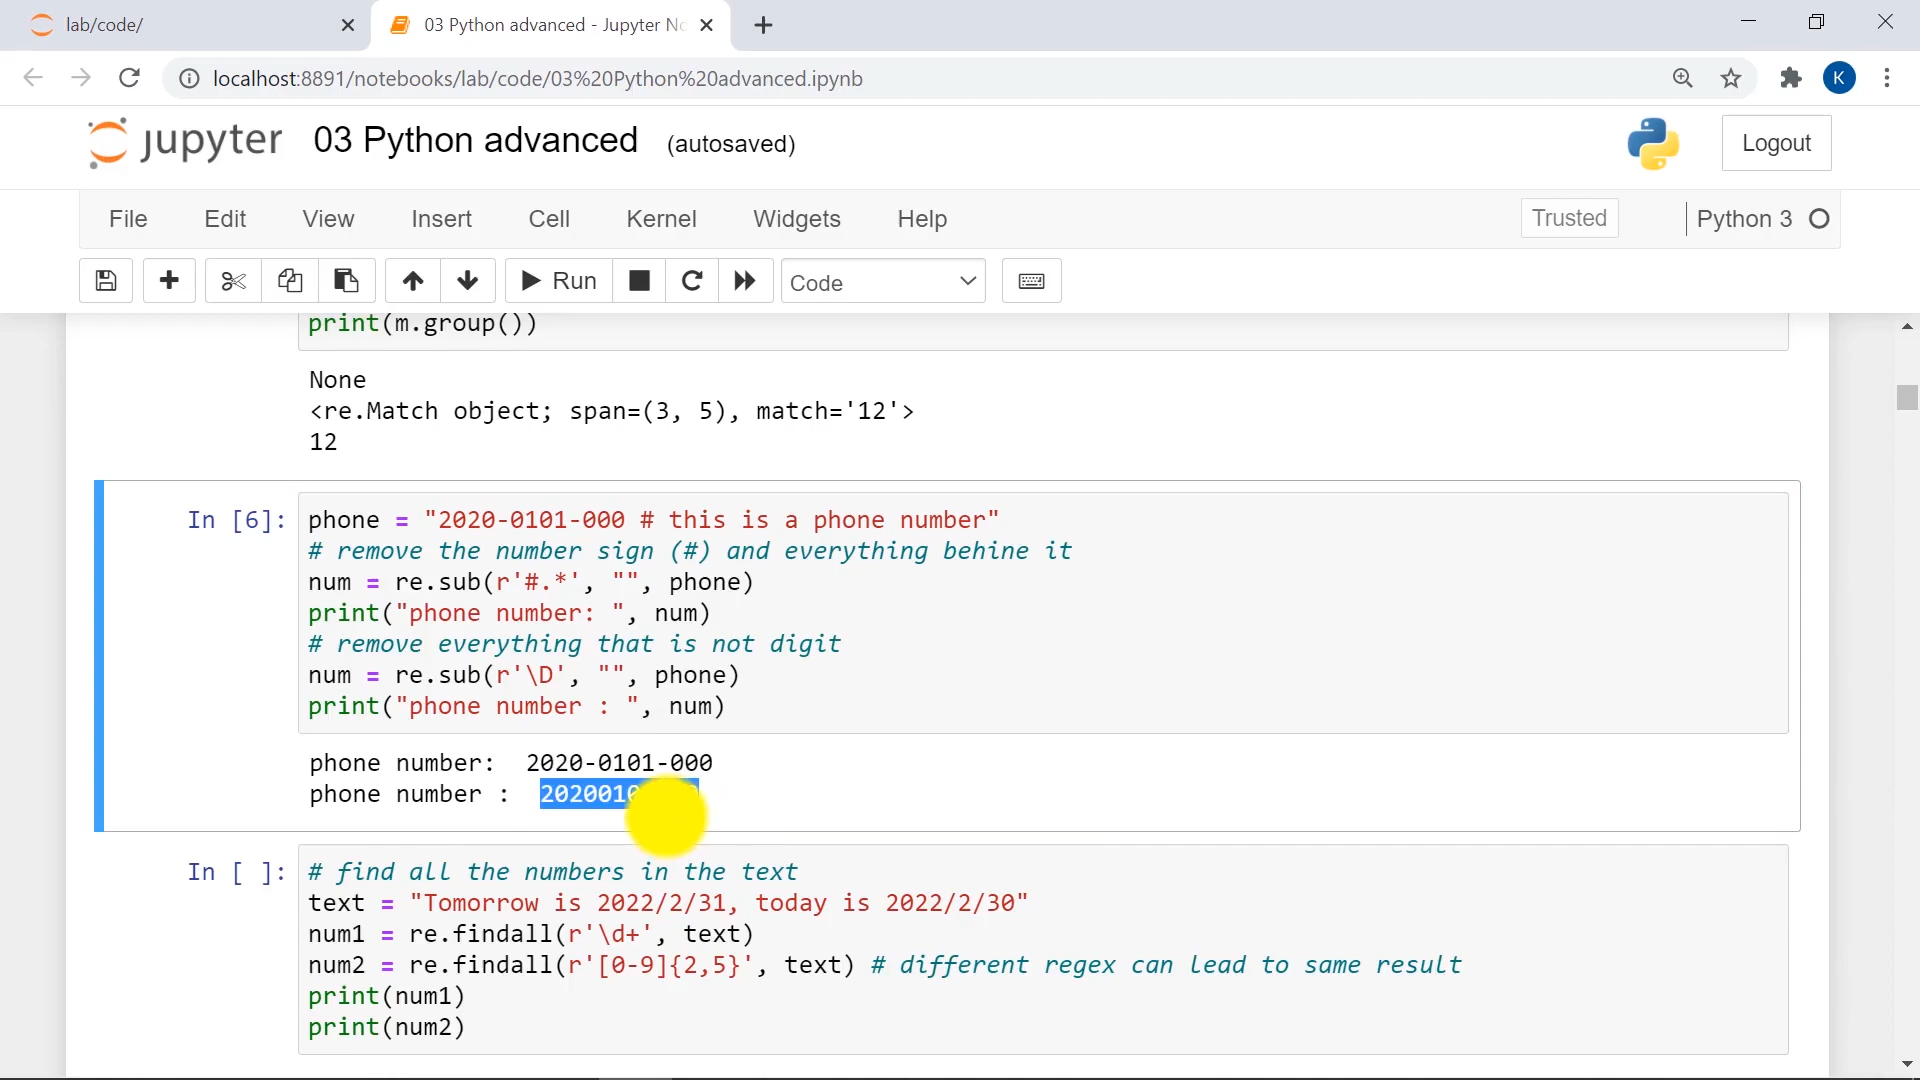 lab/code/
03 Python advanced - Jupyter No
localhost:8891/notebooks/lab/code/03%20Python%20advanced.ipynb
K
jupyter 03 Python advanced (autosaved)
Logout
File Edit View Insert Cell Kernel Widgets Help
Trusted
Python 3
Run
Code
print(m.group())
None
<re.Match object; span=(3, 5), match='12'>
12
In [6]: phone = "2020-0101-000 # this is a phone number"
# remove the number sign (#) and everything behine it
num = re.sub(r'#.*', "", phone)
print("phone number: ", num)
# remove everything that is not digit
num = re.sub(r'\D', "", phone)
print("phone number : ", num)
phone number:  2020-0101-000
phone number :
In [ ]: # find all the numbers in the text
text = "Tomorrow is 2022/2/31, today is 2022/2/30"
num1 = re.findall(r'\d+', text)
num2 = re.findall(r'[0-9]{2,5}', text) # different regex can lead to same result
print(num1)
print(num2)